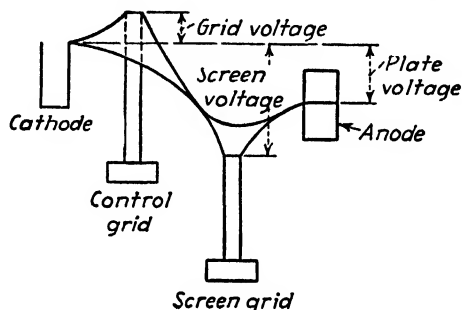 Grid voltage
Screen
voltage
Plate
voltage
Cathode
Anode
Control
grid
Screen grid